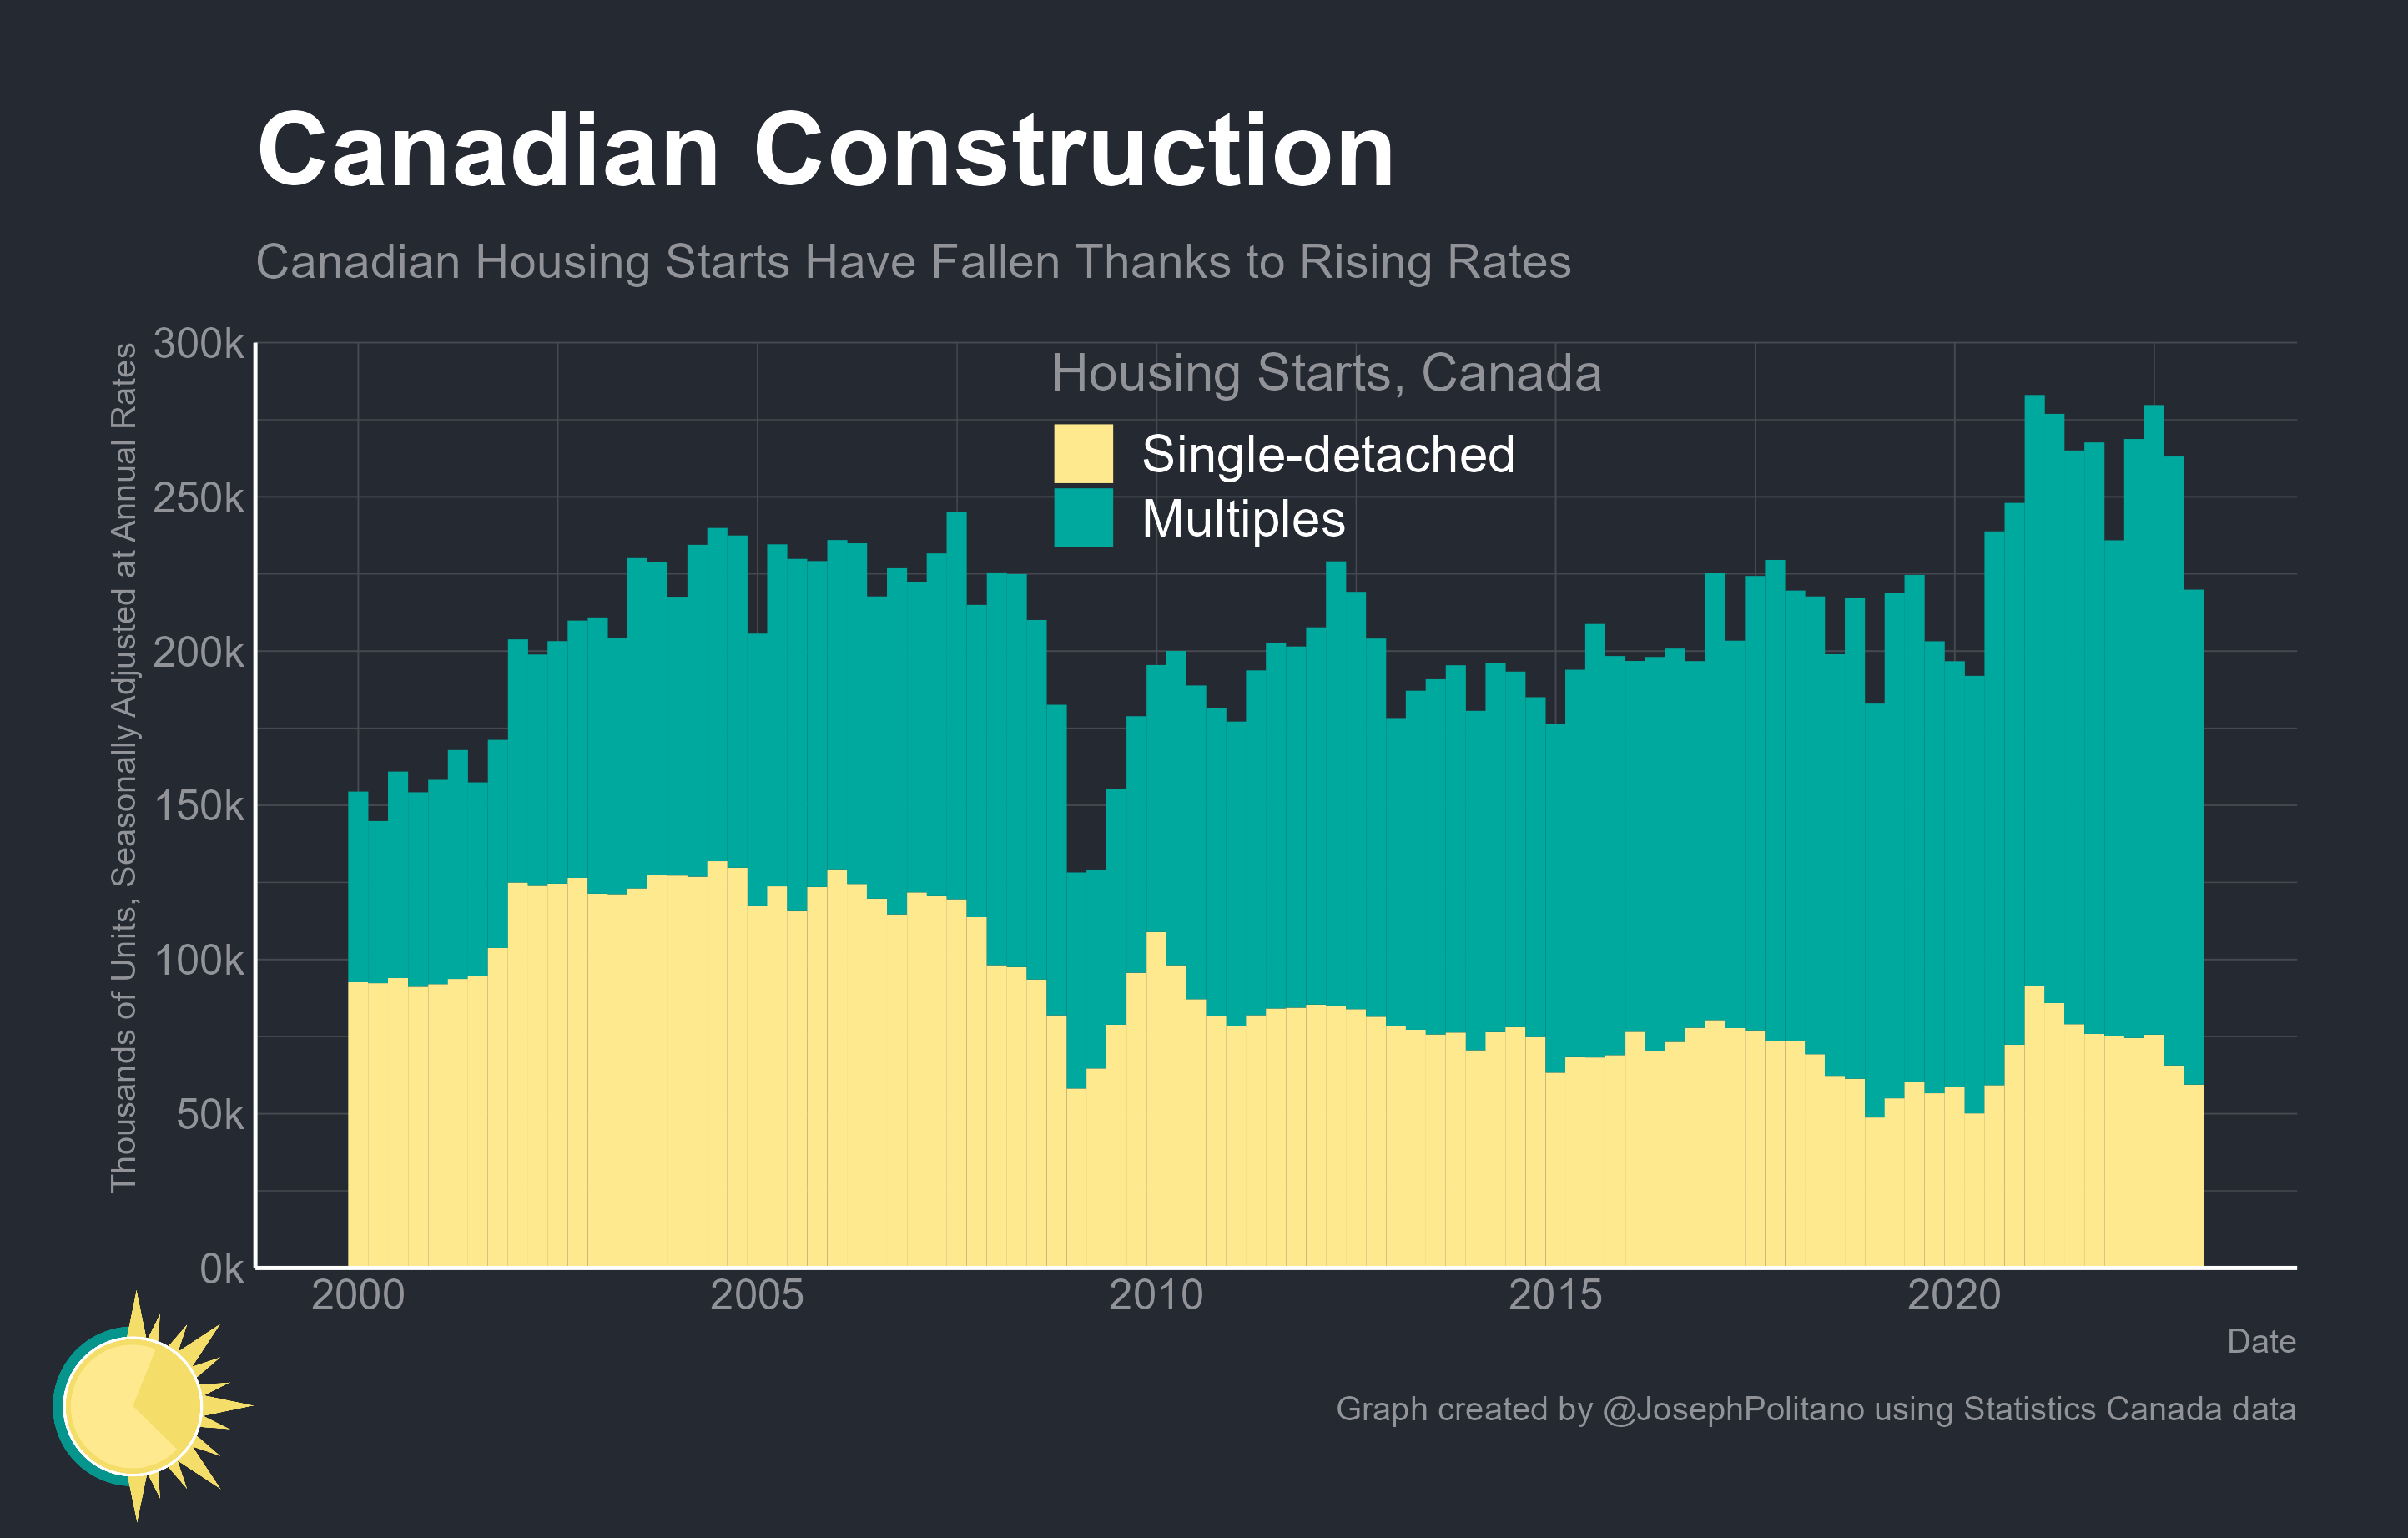 Canadian Construction
Canadian Housing Starts Have Fallen Thanks to Rising Rates
Thousands of Units, Seasonally Adjusted at Annual Rates
300k
250k
200k
150k
100k
50k
0k
Housing Starts, Canada
Single-detached
Multiples
2000
2005
2010
2015
2020
Date
Graph created by @JosephPolitano using Statistics Canada data